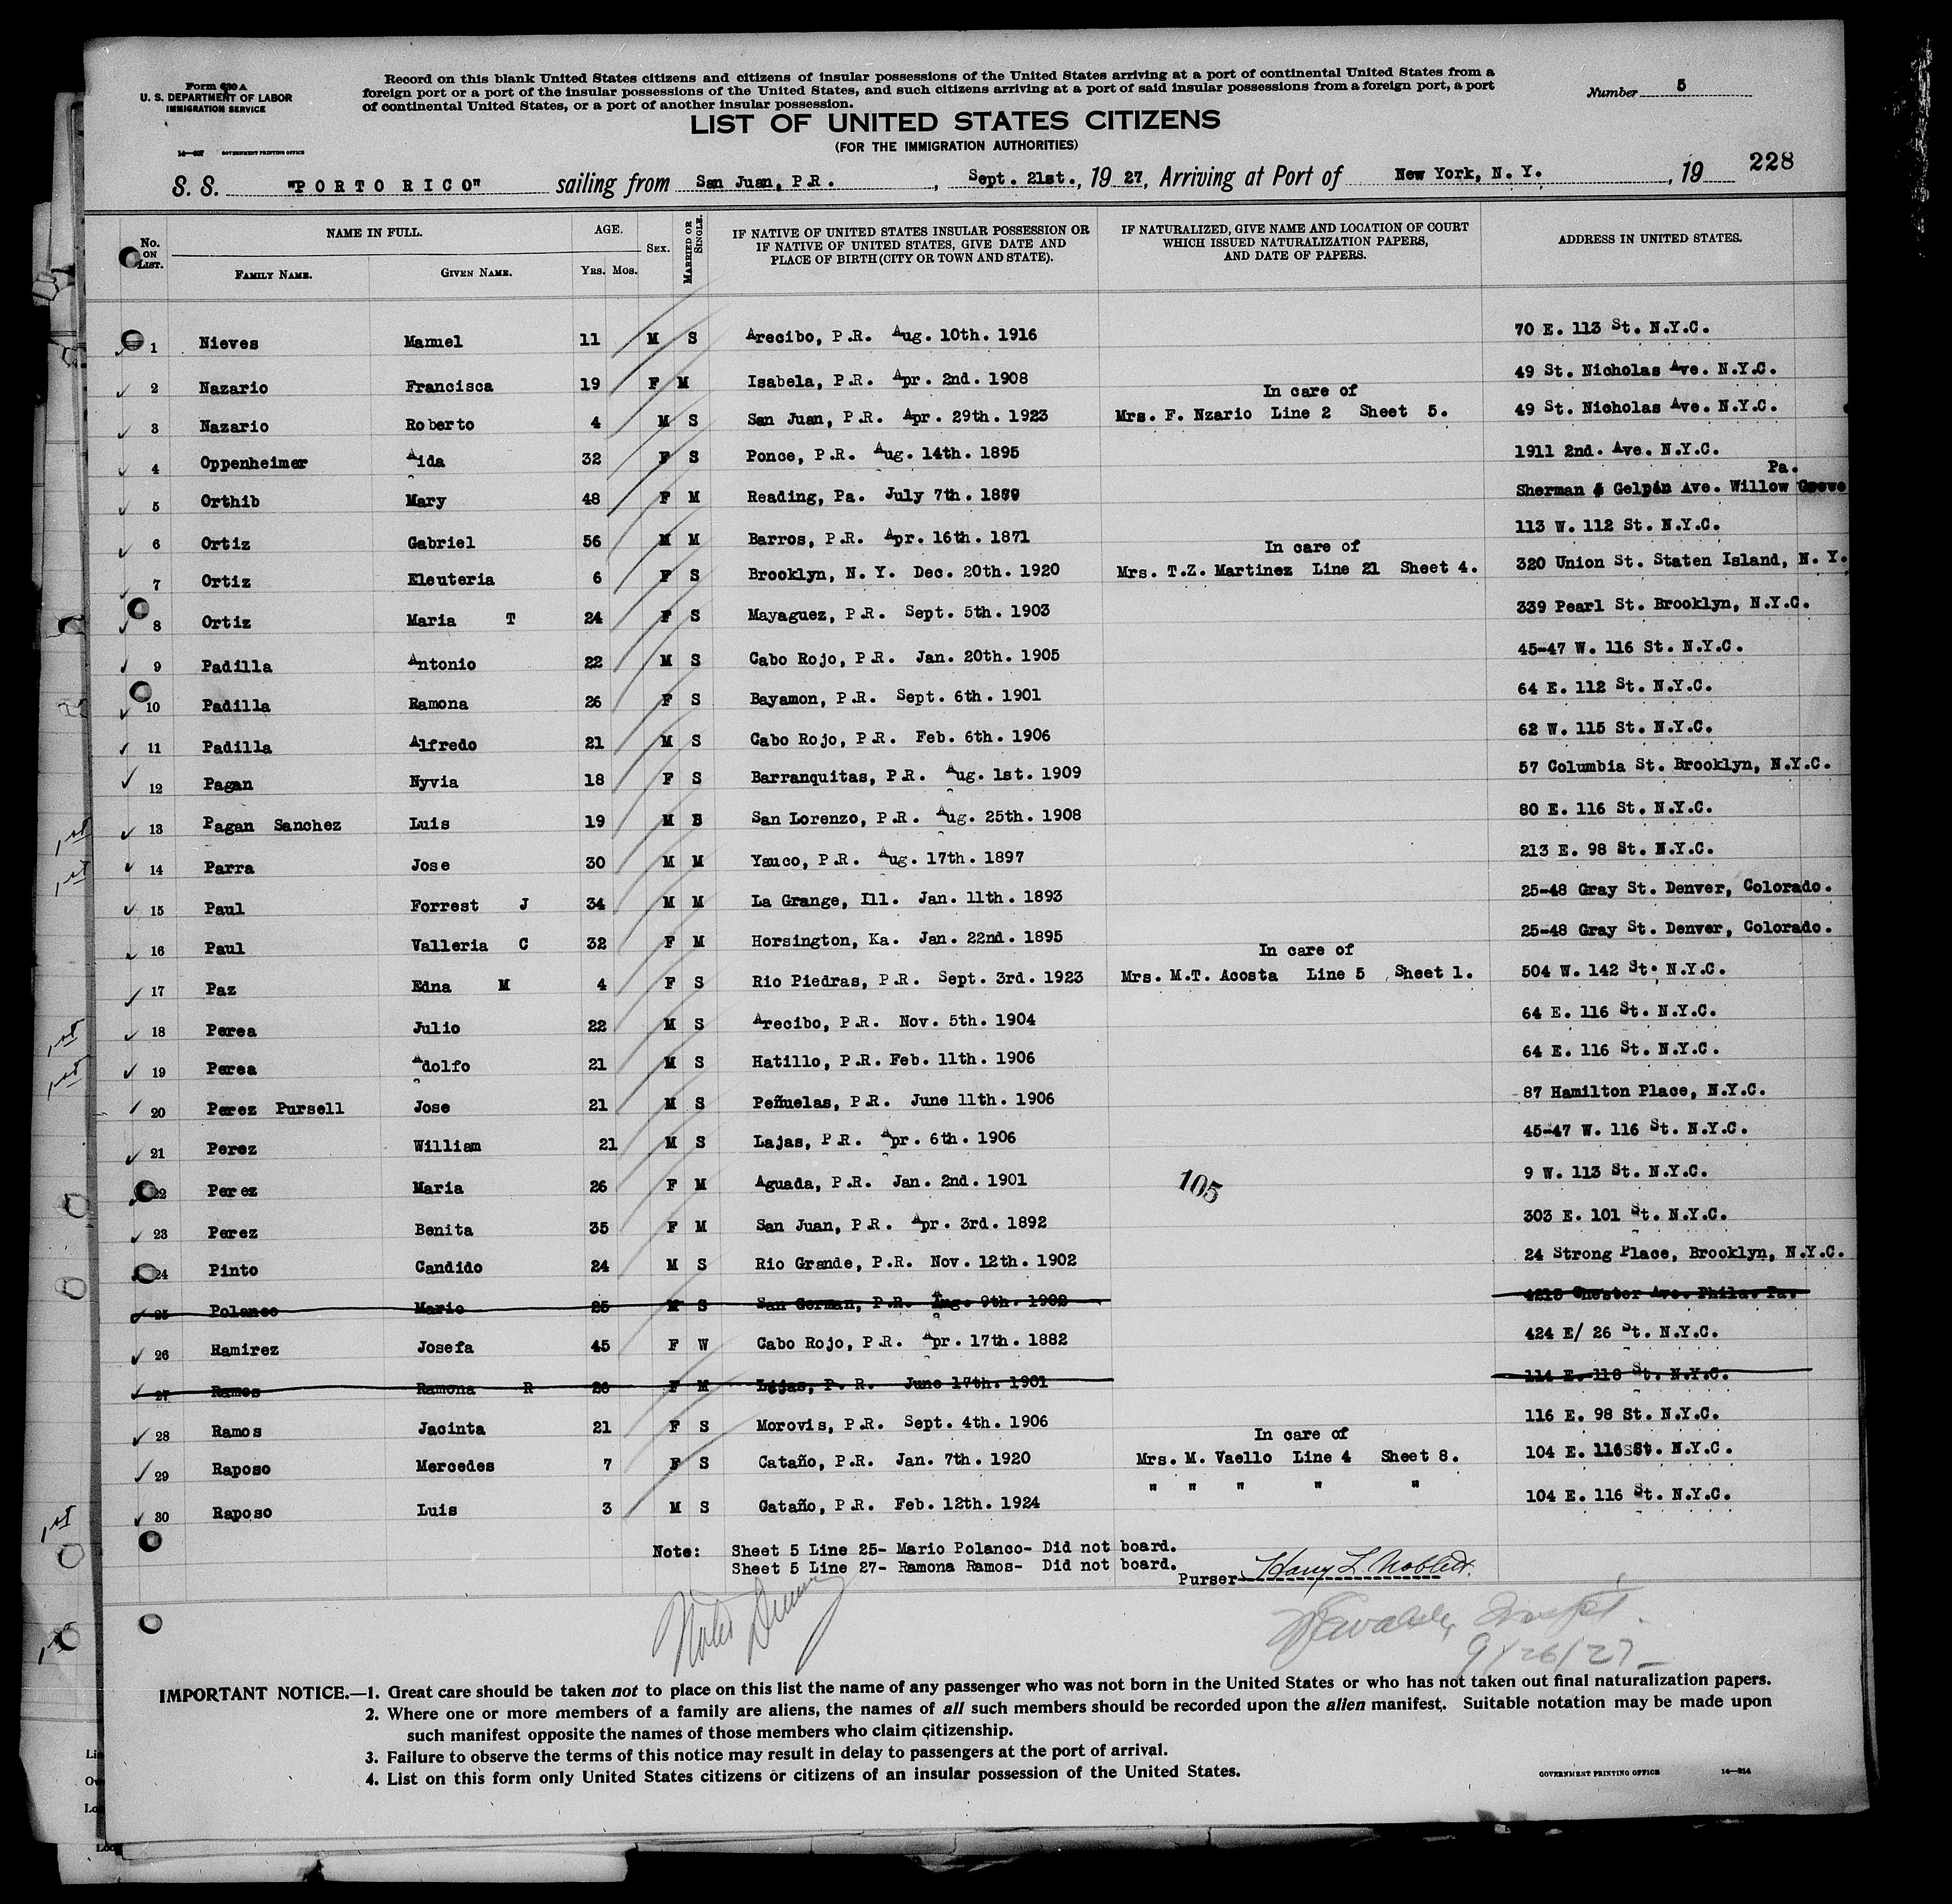 Form 630 A
U. S. DEPARTMENT OF LABOR
IMMIGRATION SERVICE
14—607 GOVERNMENT PRINTING OFFICE
Record on this blank United States citizens and citizens of insular possessions of the United States arriving at a port of continental United States from a
foreign port or a port of the insular possessions of the United States, and such citizens arriving at a port of said insular possessions from a foreign port, a port
of continental United States, or a port of another insular possession.
Number 5
LIST OF UNITED STATES CITIZENS
(FOR THE IMMIGRATION AUTHORITIES)
228
S. S. "PORTO RICO" sailing from San Juan, P.R. , Sept. 21st., 19 27, Arriving at Port of New York, N. Y. , 19
No. ON LIST. NAME IN FULL. FAMILY NAME. GIVEN NAME. AGE. YRS. MOS. SEX. MARRIED OR SINGLE. IF NATIVE OF UNITED STATES INSULAR POSSESSION OR IF NATIVE OF UNITED STATES, GIVE DATE AND PLACE OF BIRTH (CITY OR TOWN AND STATE). IF NATURALIZED, GIVE NAME AND LOCATION OF COURT WHICH ISSUED NATURALIZATION PAPERS, AND DATE OF PAPERS. ADDRESS IN UNITED STATES.
1 Nieves Manuel 11 M S Arecibo, P.R. Aug. 10th. 1916 70 E. 113 St. N.Y.C.
2 Nazario Francisca 19 F M Isabela, P.R. Apr. 2nd. 1908 49 St. Nicholas Ave. N.Y.C.
In care of
3 Nazario Roberto 4 M S San Juan, P.R. Apr. 29th. 1923 Mrs. F. Nzario Line 2 Sheet 5. 49 St. Nicholas Ave. N.Y.C.
4 Oppenheimer Aida 32 F S Ponce, P.R. Aug. 14th. 1895 1911 2nd. Ave. N.Y.C.
Pa.
5 Orthib Mary 48 F M Reading, Pa. July 7th. Sherman & Gelpin Ave. Willow Grove
6 Ortiz Gabriel 56 M M Barros, P.R. Apr. 16th. 1871 113 W. 112 St. N.Y.C.
In care of
7 Ortiz Eleuteria 6 F S Brooklyn, N. Y. Dec. 20th. 1920 Mrs. T.Z. Martinez Line 21 Sheet 4. 320 Union St. Staten Island, N. Y.
8 Ortiz Maria T 24 F S Mayaguez, P.R. Sept. 5th. 1903 339 Pearl St. Brooklyn, N.Y.C.
9 Padilla Antonio 22 M S Cabo Rojo, P.R. Jan. 20th. 1905 45-47 W. 116 St. N.Y.C.
10 Padilla Ramona 26 F S Bayamon, P.R. Sept. 6th. 1901 64 E. 112 St. N.Y.C.
11 Padilla Alfredo 21 M S Cabo Rojo, P.R. Feb. 6th. 1906 62 W. 115 St. N.Y.C.
12 Pagan Nyvia 18 F S Barranquitas, P.R. Aug. 1st. 1909 57 Columbia St. Brooklyn, N.Y.C.
1st 13 Pagan Sanchez Luis 19 M S San Lorenzo, P.R. Aug. 25th. 1908 80 E. 116 St. N.Y.C.
1st 14 Parra Jose 30 M M Yauco, P.R. Aug. 17th. 1897 213 E. 98 St. N.Y.C.
15 Paul Forrest J 34 M M La Grange, Ill. Jan. 11th. 1893 25-48 Gray St. Denver, Colorado.
16 Paul Valleria C 32 F M Horsington, Ka. Jan. 22nd. 1895 25-48 Gray St. Denver, Colorado.
In care of
17 Paz Edna M 4 F S Rio Piedras, P.R. Sept. 3rd. 1923 Mrs. M.T. Acosta Line 5 Sheet 1. 504 W. 142 St. N.Y.C.
1st 18 Perea Julio 22 M S Arecibo, P.R. Nov. 5th. 1904 64 E. 116 St. N.Y.C.
1st 19 Perea Adolfo 21 M S Hatillo, P.R. Feb. 11th. 1906 64 E. 116 St. N.Y.C.
20 Perez Pursell Jose 21 M S Peñuelas, P.R. June 11th. 1906 87 Hamilton Place, N.Y.C.
21 Perez William 21 M S Lajas, P.R. Apr. 6th. 1906 45-47 W. 116 St. N.Y.C.
22 Perez Maria 26 F M Aguada, P.R. Jan. 2nd. 1901 9 W. 113 St. N.Y.C.
105
23 Perez Benita 35 F M San Juan, P.R. Apr. 3rd. 1892 303 E. 101 St. N.Y.C.
24 Pinto Candido 24 M S Rio Grande, P.R. Nov. 12th. 1902 24 Strong Place, Brooklyn, N.Y.C.
25 Polanco Mario 25 M S San German, P.R. Aug. 9th. 1902 4215 Chester Ave. Phila. Pa.
26 Ramirez Josefa 45 F W Cabo Rojo, P.R. Apr. 17th. 1882 424 E/ 26 St. N.Y.C.
27 Ramos Ramona R 26 F M Lajas, P. R. June 17th. 1901 114 E. 118 St. N.Y.C.
28 Ramos Jacinta 21 F S Morovis, P.R. Sept. 4th. 1906 116 E. 98 St. N.Y.C.
In care of
29 Raposo Mercedes 7 F S Cataño, P.R. Jan. 7th. 1920 Mrs. M. Vaello Line 4 Sheet 8. 104 E. 116 St. N.Y.C.
1st 30 Raposo Luis 3 M S Cataño, P.R. Feb. 12th. 1924 " " " " " 104 E. 116 St. N.Y.C.
Note: Sheet 5 Line 25- Mario Polanco- Did not board.
Sheet 5 Line 27- Ramona Ramos- Did not board.
Purser Harry L. Noblett.
9/26/27
IMPORTANT NOTICE.—1. Great care should be taken not to place on this list the name of any passenger who was not born in the United States or who has not taken out final naturalization papers.
2. Where one or more members of a family are aliens, the names of all such members should be recorded upon the alien manifest. Suitable notation may be made upon
such manifest opposite the names of those members who claim citizenship.
3. Failure to observe the terms of this notice may result in delay to passengers at the port of arrival.
4. List on this form only United States citizens or citizens of an insular possession of the United States.
GOVERNMENT PRINTING OFFICE 14—214